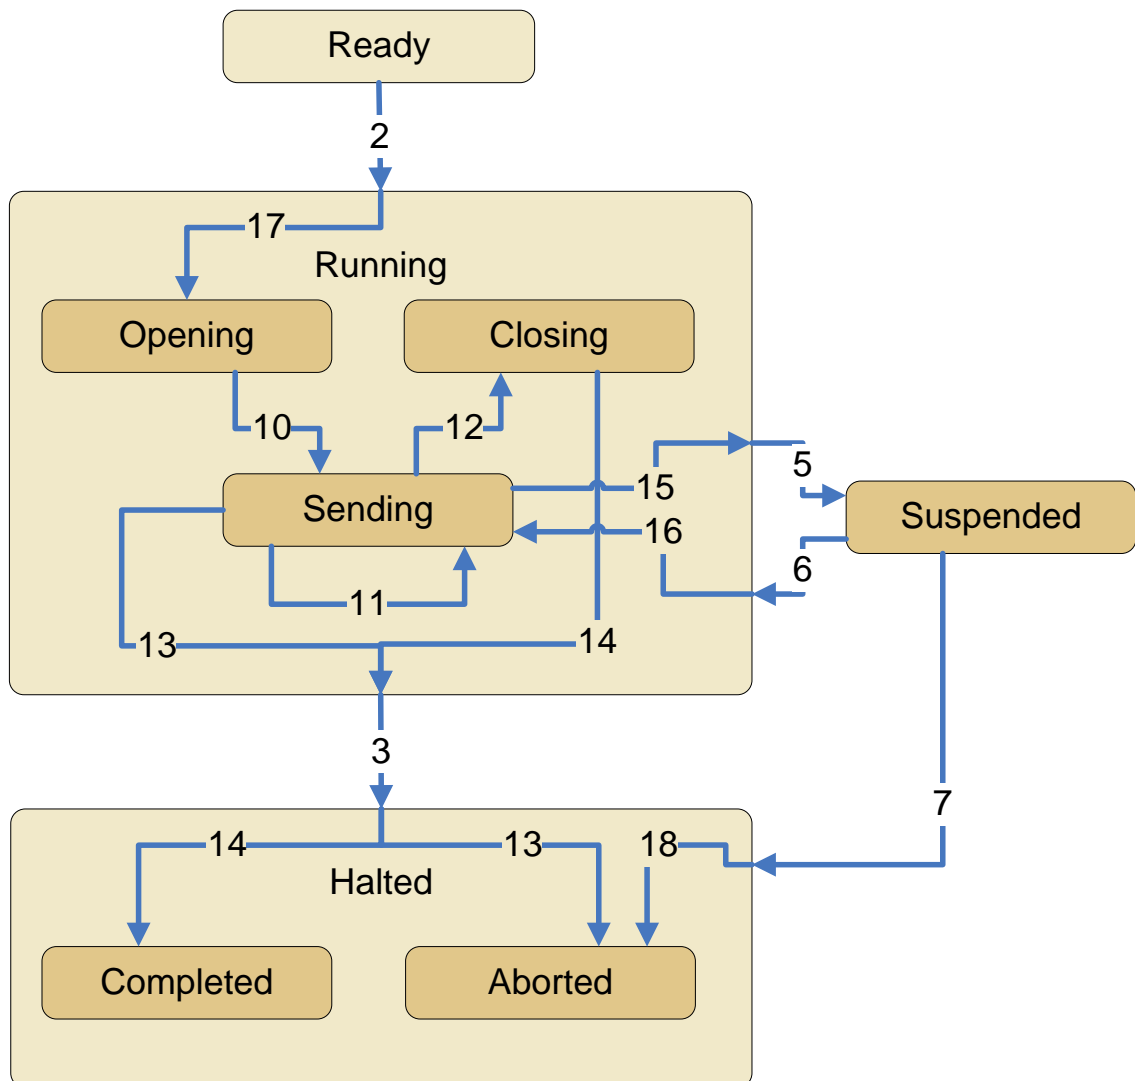 Ready
2
17
Running
Opening
Closing
10
12
Sending
15
5
16
Suspended
6
11
13
14
3
7
14
13
18
Halted
Completed
Aborted